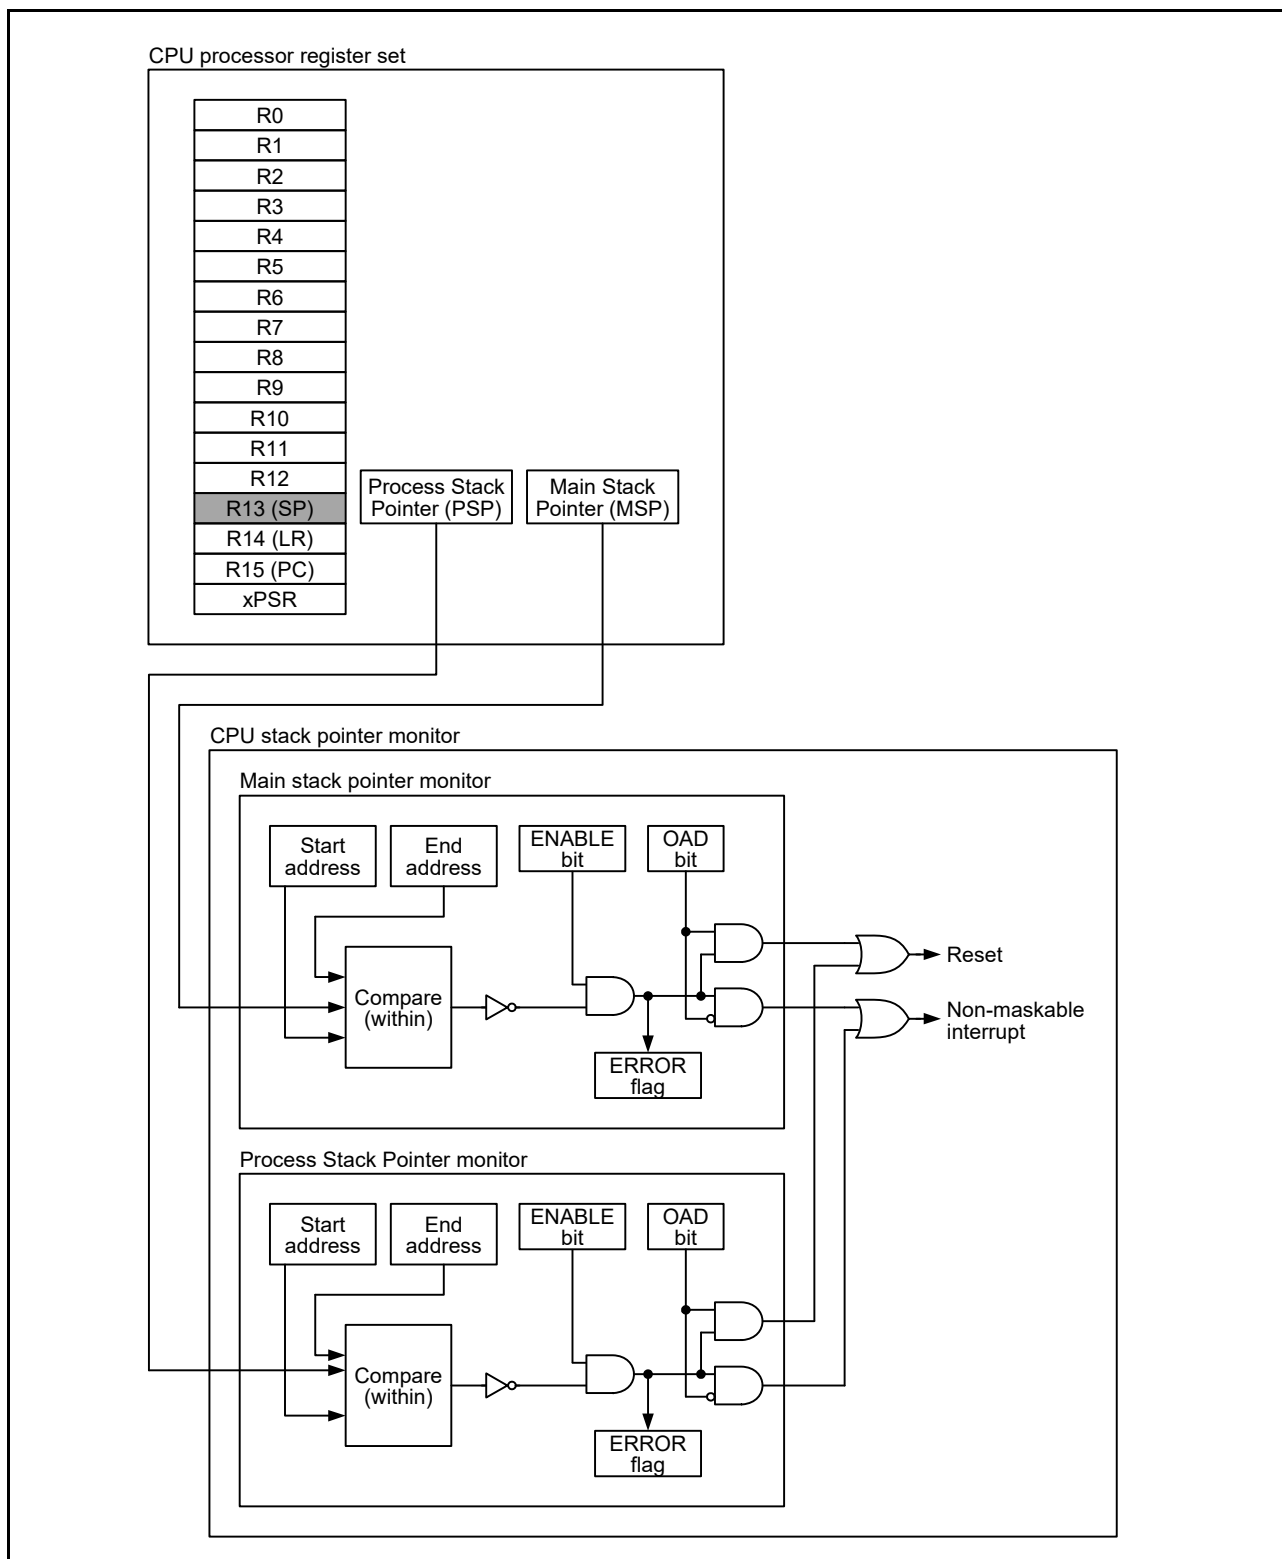 CPU processor register set
R0
R1
R2
R3
R4
R5
R6
R7
R8
R9
R10
R11
R12
R13 (SP)
R14 (LR)
R15 (PC)
xPSR
Process Stack
Pointer (PSP)
Main Stack
Pointer (MSP)
CPU stack pointer monitor
Main stack pointer monitor
Start
address
End
address
ENABLE
bit
OAD
bit
Compare
(within)
ERROR
flag
Reset
Non-maskable
interrupt
Process Stack Pointer monitor
Start
address
End
address
ENABLE
bit
OAD
bit
Compare
(within)
ERROR
flag